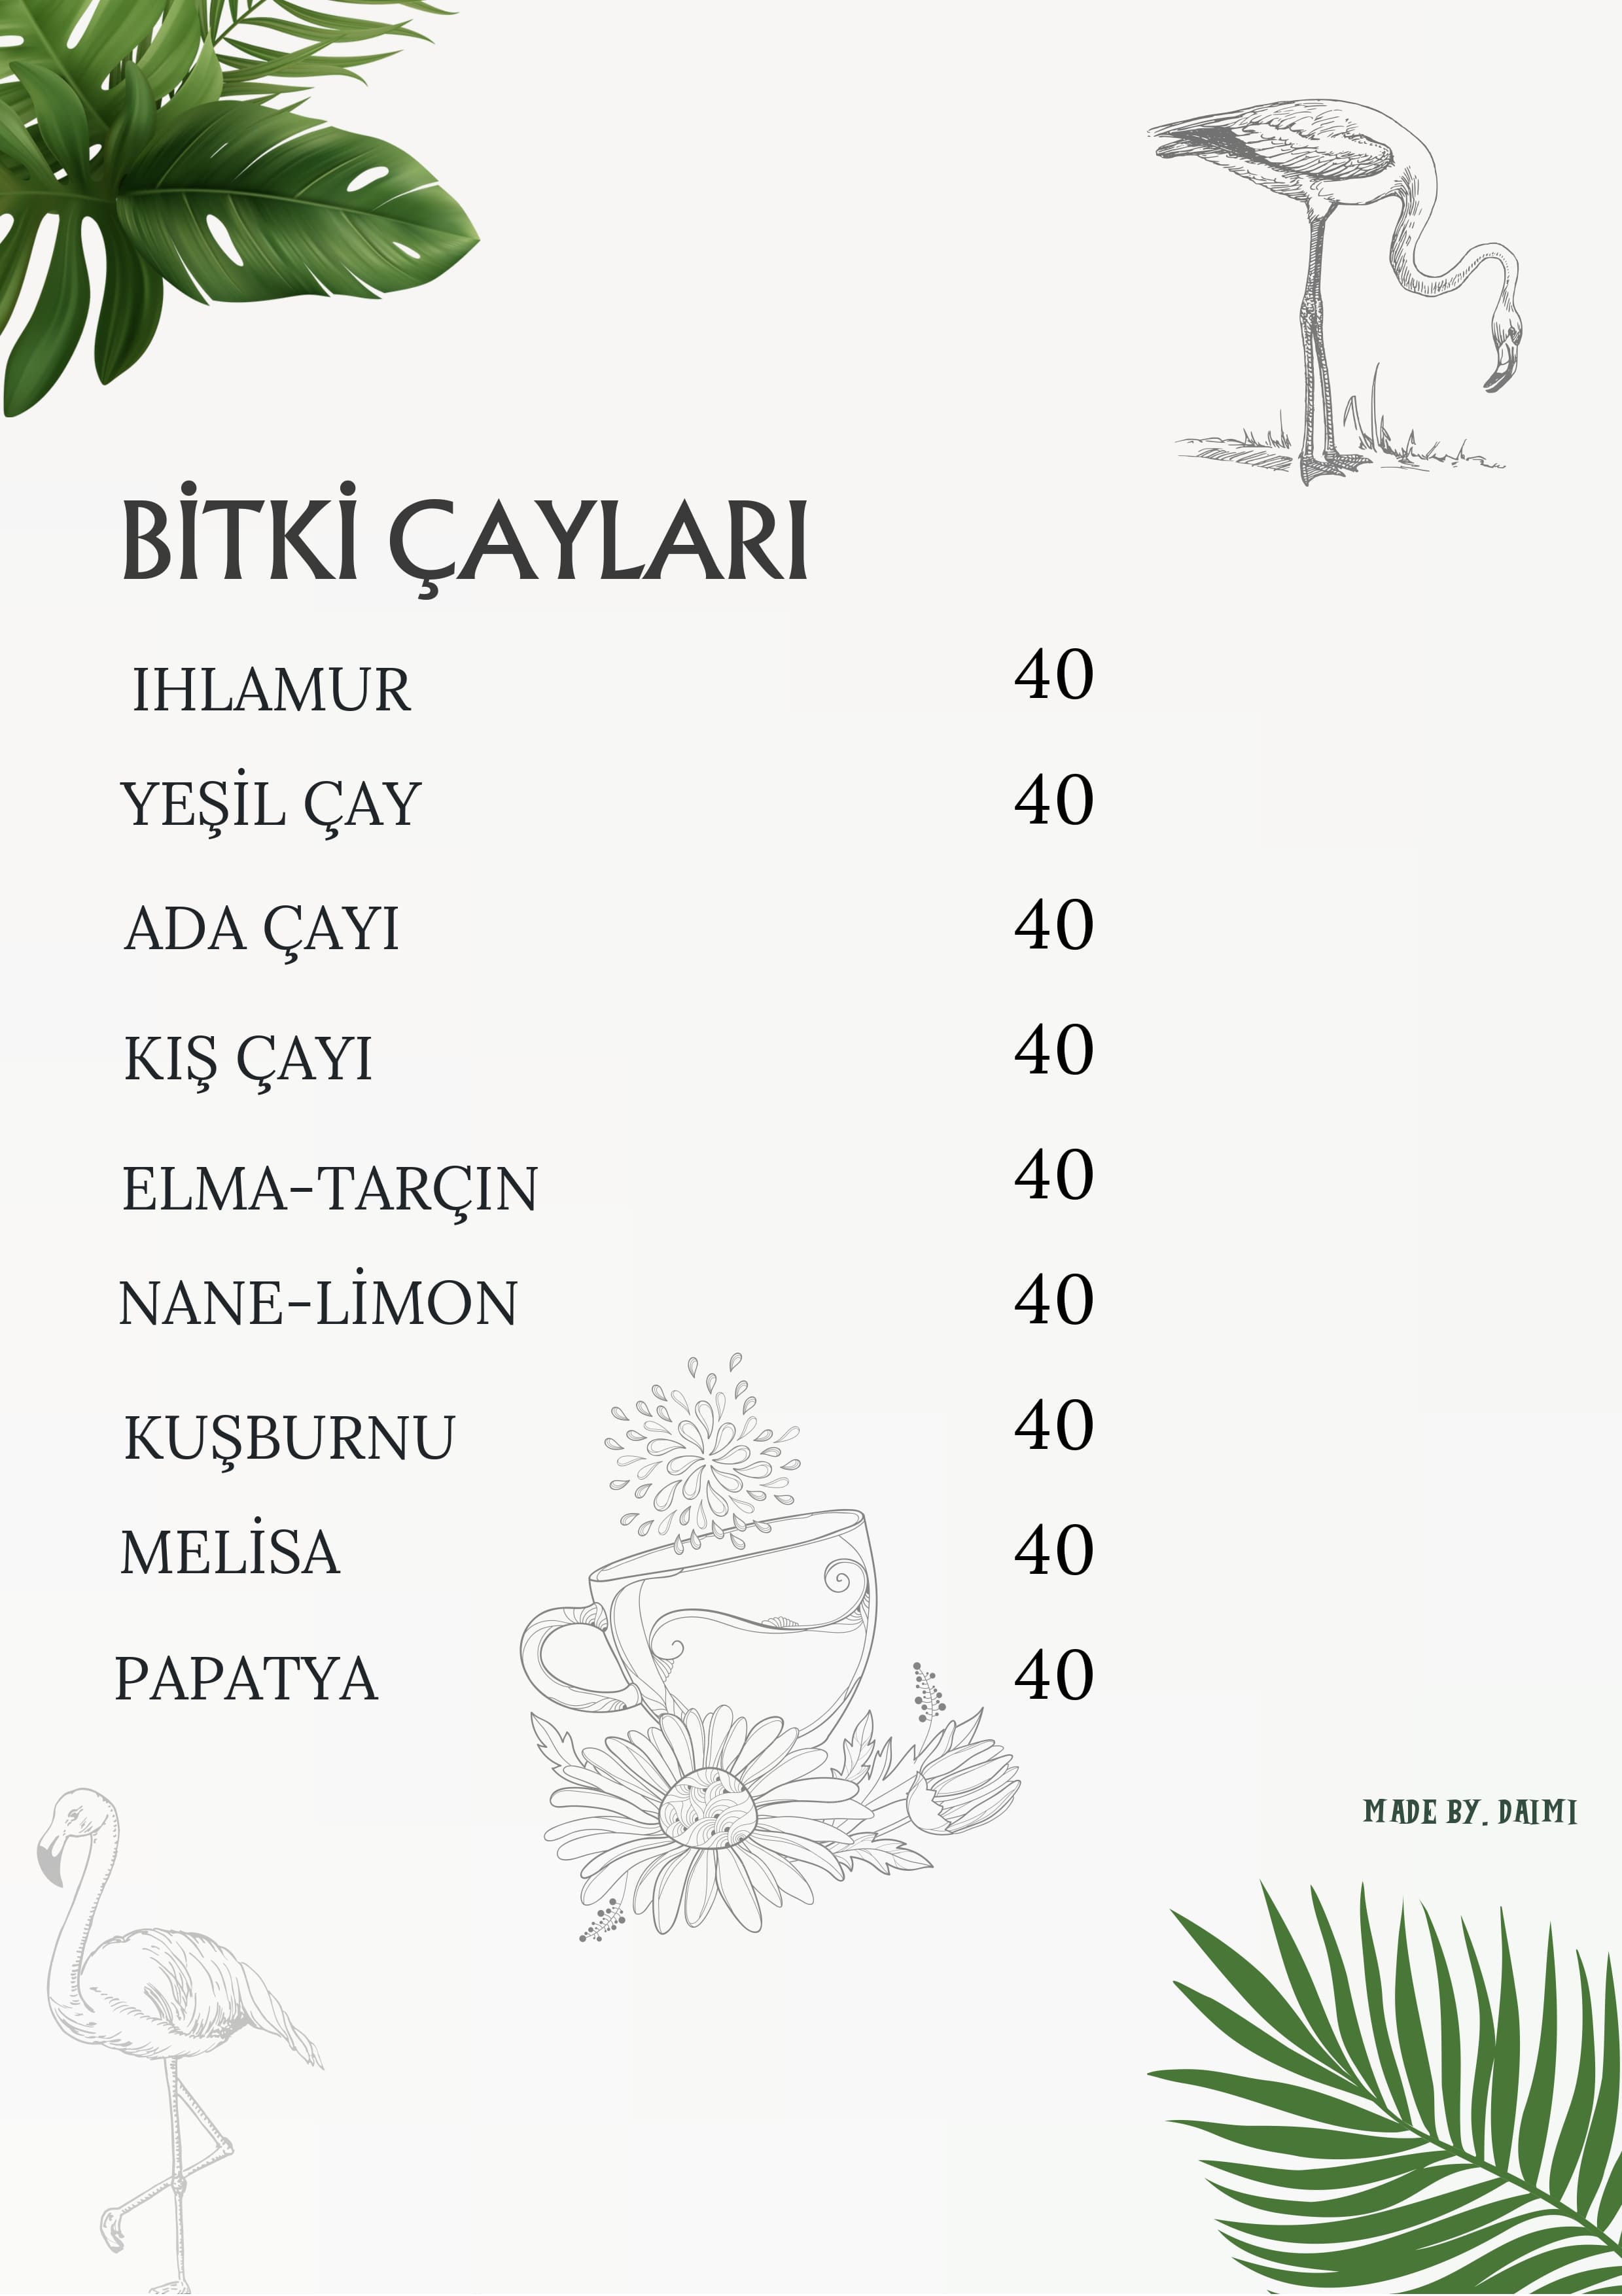 BİTKİ ÇAYLARI
IHLAMUR 40
YEŞİL ÇAY 40
ADA ÇAYI 40
KIŞ ÇAYI 40
ELMA-TARÇIN 40
NANE-LİMON 40
KUŞBURNU 40
MELİSA 40
PAPATYA 40
MADE BY. DAIMI